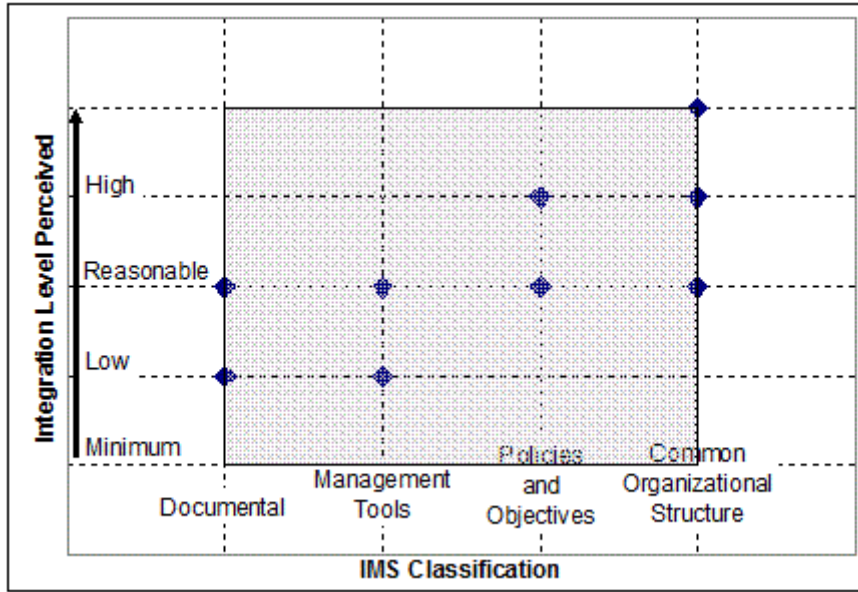 Integration Level Perceived
High
Reasonable
Low
Minimum
Documental
Management
Tools
Policies
and
Objectives
Common
Organizational
Structure
IMS Classification